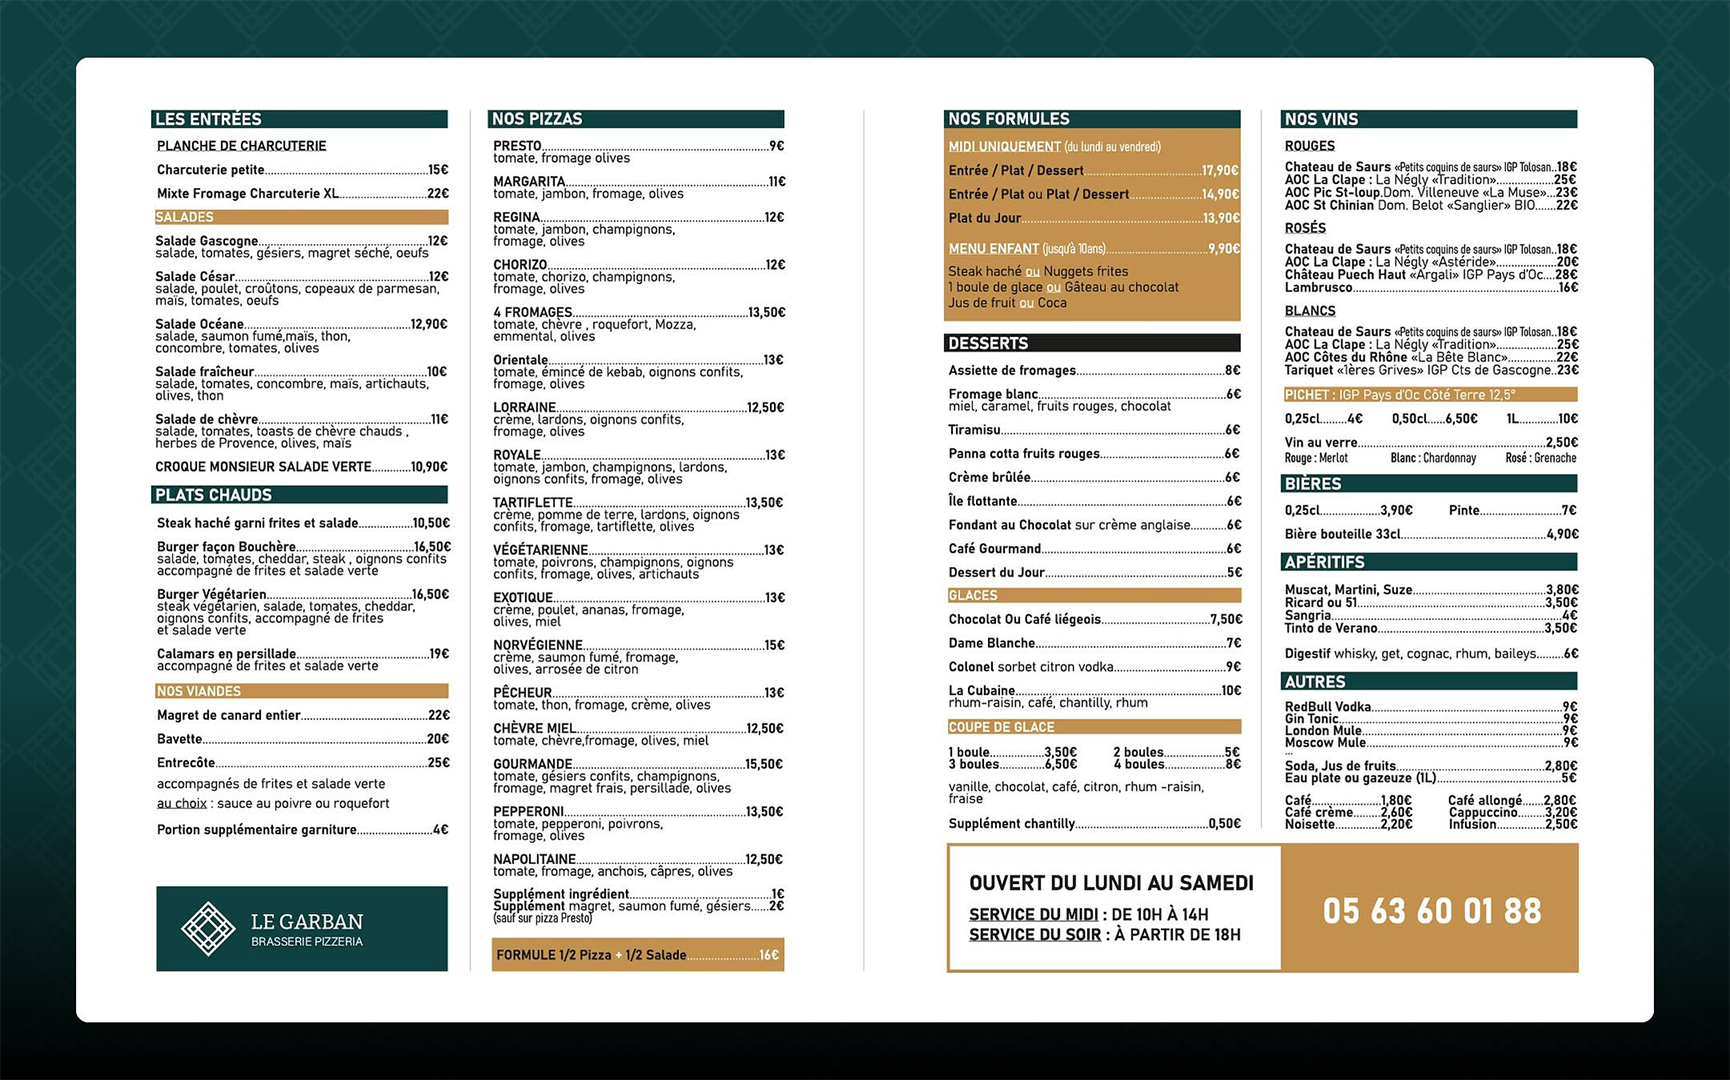 LES ENTRÉES
PLANCHE DE CHARCUTERIE
Charcuterie petite...15€
Mixte Fromage Charcuterie XL...22€
SALADES
Salade Gascogne...12€
salade, tomates, gésiers, magret séché, oeufs
Salade César...12€
salade, poulet, croûtons, copeaux de parmesan,
maïs, tomates, oeufs
Salade Océane...12,90€
salade, saumon fumé,maïs, thon,
concombre, tomates, olives
Salade fraîcheur...10€
salade, tomates, concombre, maïs, artichauts,
olives, thon
Salade de chèvre...11€
salade, tomates, toasts de chèvre chauds ,
herbes de Provence, olives, maïs
CROQUE MONSIEUR SALADE VERTE...10,90€
PLATS CHAUDS
Steak haché garni frites et salade...10,50€
Burger façon Bouchère...16,50€
salade, tomates, cheddar, steak , oignons confits
accompagné de frites et salade verte
Burger Végétarien...16,50€
steak végétarien, salade, tomates, cheddar,
oignons confits, accompagné de frites
et salade verte
Calamars en persillade...19€
accompagné de frites et salade verte
NOS VIANDES
Magret de canard entier...22€
Bavette...20€
Entrecôte...25€
accompagnés de frites et salade verte
au choix : sauce au poivre ou roquefort
Portion supplémentaire garniture...4€
LE GARBAN
BRASSERIE PIZZERIA
NOS PIZZAS
PRESTO...9€
tomate, fromage olives
MARGARITA...11€
tomate, jambon, fromage, olives
REGINA...12€
tomate, jambon, champignons,
fromage, olives
CHORIZO...12€
tomate, chorizo, champignons,
fromage, olives
4 FROMAGES...13,50€
tomate, chèvre , roquefort, Mozza,
emmental, olives
Orientale...13€
tomate, émincé de kebab, oignons confits,
fromage, olives
LORRAINE...12,50€
crème, lardons, oignons confits,
fromage, olives
ROYALE...13€
tomate, jambon, champignons, lardons,
oignons confits, fromage, olives
TARTIFLETTE...13,50€
crème, pomme de terre, lardons, oignons
confits, fromage, tartiflette, olives
VÉGÉTARIENNE...13€
tomate, poivrons, champignons, oignons
confits, fromage, olives, artichauts
EXOTIQUE...13€
crème, poulet, ananas, fromage,
olives, miel
NORVÉGIENNE...15€
crème, saumon fumé, fromage,
olives, arrosée de citron
PÊCHEUR...13€
tomate, thon, fromage, crème, olives
CHÈVRE MIEL...12,50€
tomate, chèvre,fromage, olives, miel
GOURMANDE...15,50€
tomate, gésiers confits, champignons,
fromage, magret frais, persillade, olives
PEPPERONI...13,50€
tomate, pepperoni, poivrons,
fromage, olives
NAPOLITAINE...12,50€
tomate, fromage, anchois, câpres, olives
Supplément ingrédient...1€
Supplément magret, saumon fumé, gésiers...2€
(sauf sur pizza Presto)
FORMULE 1/2 Pizza + 1/2 Salade...16€
NOS FORMULES
MIDI UNIQUEMENT (du lundi au vendredi)
Entrée / Plat / Dessert...17,90€
Entrée / Plat ou Plat / Dessert...14,90€
Plat du Jour...13,90€
MENU ENFANT (jusqu'à 10ans)...9,90€
Steak haché ou Nuggets frites
1 boule de glace ou Gâteau au chocolat
Jus de fruit ou Coca
DESSERTS
Assiette de fromages...8€
Fromage blanc...6€
miel, caramel, fruits rouges, chocolat
Tiramisu...6€
Panna cotta fruits rouges...6€
Crème brûlée...6€
Île flottante...6€
Fondant au Chocolat sur crème anglaise...6€
Café Gourmand...6€
Dessert du Jour...5€
GLACES
Chocolat Ou Café liégeois...7,50€
Dame Blanche...7€
Colonel sorbet citron vodka...9€
La Cubaine...10€
rhum-raisin, café, chantilly, rhum
COUPE DE GLACE
1 boule...3,50€ 2 boules...5€
3 boules...6,50€ 4 boules...8€
vanille, chocolat, café, citron, rhum -raisin,
fraise
Supplément chantilly...0,50€
NOS VINS
ROUGES
Chateau de Saurs «Petits coquins de saurs» IGP Tolosan..18€
AOC La Clape : La Négly «Tradition»...25€
AOC Pic St-loup.Dom. Villeneuve «La Muse»...23€
AOC St Chinian Dom. Belot «Sanglier» BIO...22€
ROSÉS
Chateau de Saurs «Petits coquins de saurs» IGP Tolosan..18€
AOC La Clape : La Négly «Astéride»...20€
Château Puech Haut «Argali» IGP Pays d'Oc...28€
Lambrusco...16€
BLANCS
Chateau de Saurs «Petits coquins de saurs» IGP Tolosan..18€
AOC La Clape : La Négly «Tradition»...25€
AOC Côtes du Rhône «La Bête Blanc»...22€
Tariquet «1ères Grives» IGP Cts de Gascogne..23€
PICHET : IGP Pays d'Oc Côté Terre 12,5°
0,25cl...4€ 0,50cl...6,50€ 1L...10€
Vin au verre...2,50€
Rouge : Merlot Blanc : Chardonnay Rosé : Grenache
BIÈRES
0,25cl...3,90€ Pinte...7€
Bière bouteille 33cl...4,90€
APÉRITIFS
Muscat, Martini, Suze...3,80€
Ricard ou 51...3,50€
Sangria...4€
Tinto de Verano...3,50€
Digestif whisky, get, cognac, rhum, baileys...6€
AUTRES
RedBull Vodka...9€
Gin Tonic...9€
London Mule...9€
Moscow Mule...9€
...
Soda, Jus de fruits...2,80€
Eau plate ou gazeuze (1L)...5€
Café...1,80€ Café allongé...2,80€
Café crème...2,60€ Cappuccino...3,20€
Noisette...2,20€ Infusion...2,50€
OUVERT DU LUNDI AU SAMEDI
SERVICE DU MIDI : DE 10H À 14H
SERVICE DU SOIR : À PARTIR DE 18H
05 63 60 01 88